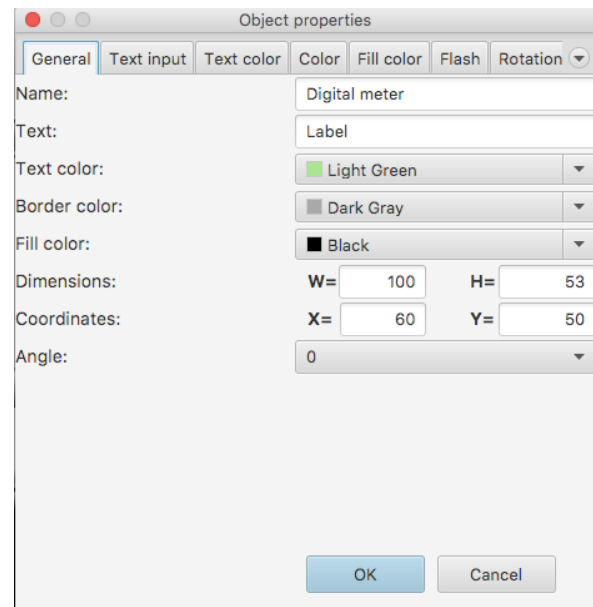 Object properties
General Text input Text color Color Fill color Flash Rotation
Name: Digital meter
Text: Label
Text color: Light Green
Border color: Dark Gray
Fill color: Black
Dimensions: W= 100 H= 53
Coordinates: X= 60 Y= 50
Angle: 0
OK Cancel